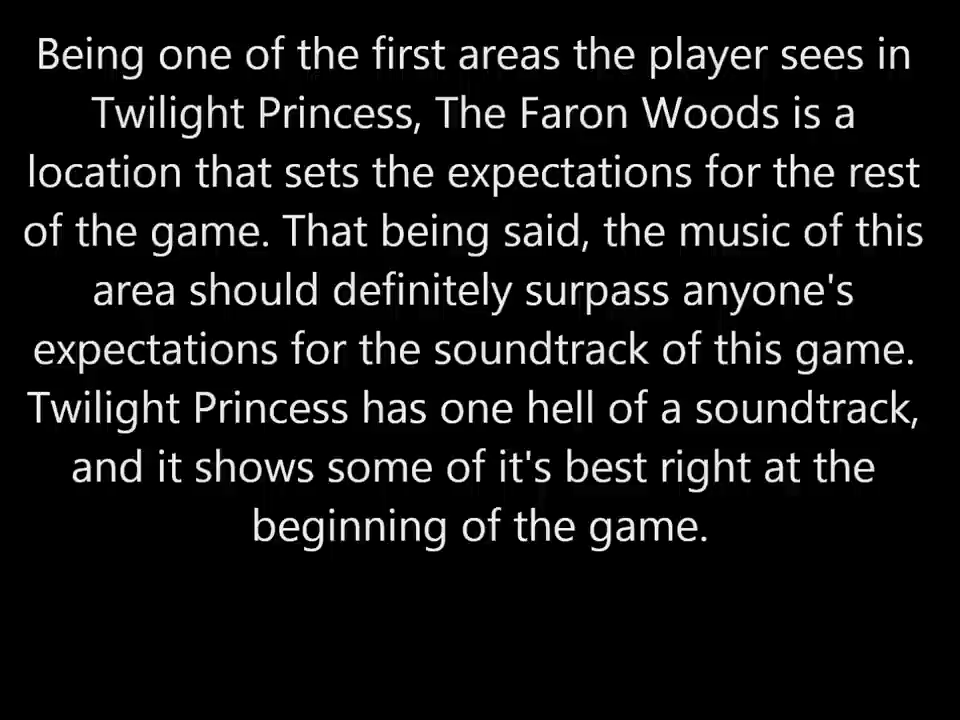 Being one of the first areas the player sees in
Twilight Princess, The Faron Woods is a
location that sets the expectations for the rest
of the game. That being said, the music of this
area should definitely surpass anyone's
expectations for the soundtrack of this game.
Twilight Princess has one hell of a soundtrack,
and it shows some of it's best right at the
beginning of the game.